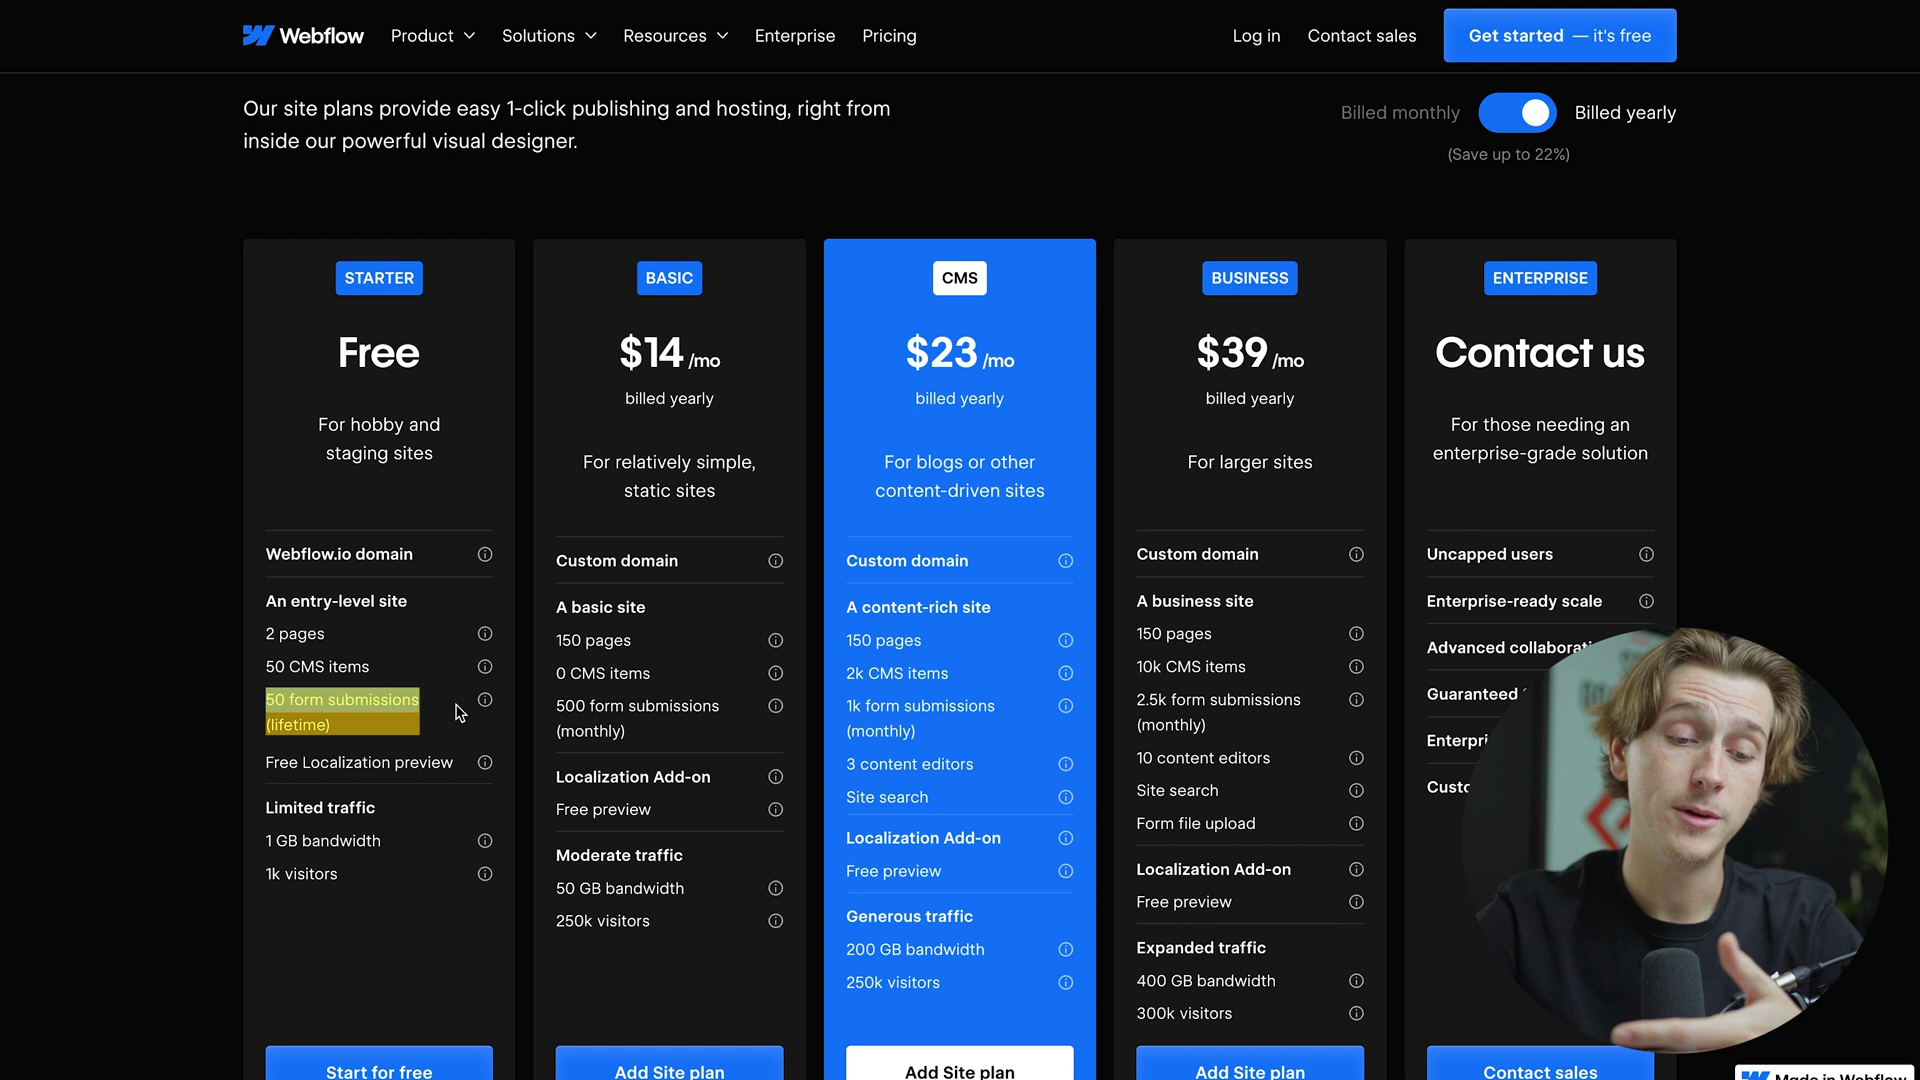 Webflow
Product
Solutions
Resources
Enterprise
Pricing
Log in
Contact sales
Get started — it's free
Our site plans provide easy 1-click publishing and hosting, right from
inside our powerful visual designer.
Billed monthly
Billed yearly
(Save up to 22%)
STARTER
Free
For hobby and
staging sites
Webflow.io domain
An entry-level site
2 pages
50 CMS items
50 form submissions
(lifetime)
Free Localization preview
Limited traffic
1 GB bandwidth
1k visitors
Start for free
BASIC
$14 /mo
billed yearly
For relatively simple,
static sites
Custom domain
A basic site
150 pages
0 CMS items
500 form submissions
(monthly)
Localization Add-on
Free preview
Moderate traffic
50 GB bandwidth
250k visitors
Add Site plan
CMS
$23 /mo
billed yearly
For blogs or other
content-driven sites
Custom domain
A content-rich site
150 pages
2k CMS items
1k form submissions
(monthly)
3 content editors
Site search
Localization Add-on
Free preview
Generous traffic
200 GB bandwidth
250k visitors
Add Site plan
BUSINESS
$39 /mo
billed yearly
For larger sites
Custom domain
A business site
150 pages
10k CMS items
2.5k form submissions
(monthly)
10 content editors
Site search
Form file upload
Localization Add-on
Free preview
Expanded traffic
400 GB bandwidth
300k visitors
Add Site plan
ENTERPRISE
Contact us
For those needing an
enterprise-grade solution
Uncapped users
Enterprise-ready scale
Advanced collaborati
Guaranteed
Enterpri
Custo
Contact sales
Made in Webflow